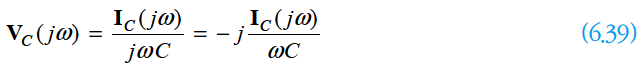 V_C(jω) = I_C(jω) / jωC = −j I_C(jω) / ωC (6.39)